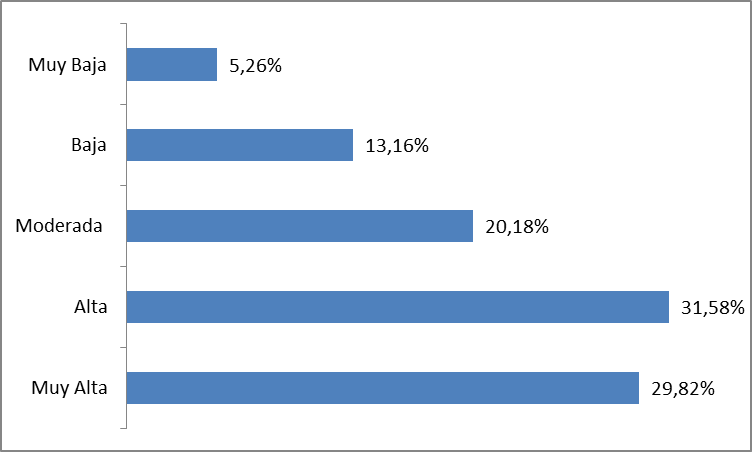 Muy Baja 5,26%
Baja 13,16%
Moderada 20,18%
Alta 31,58%
Muy Alta 29,82%